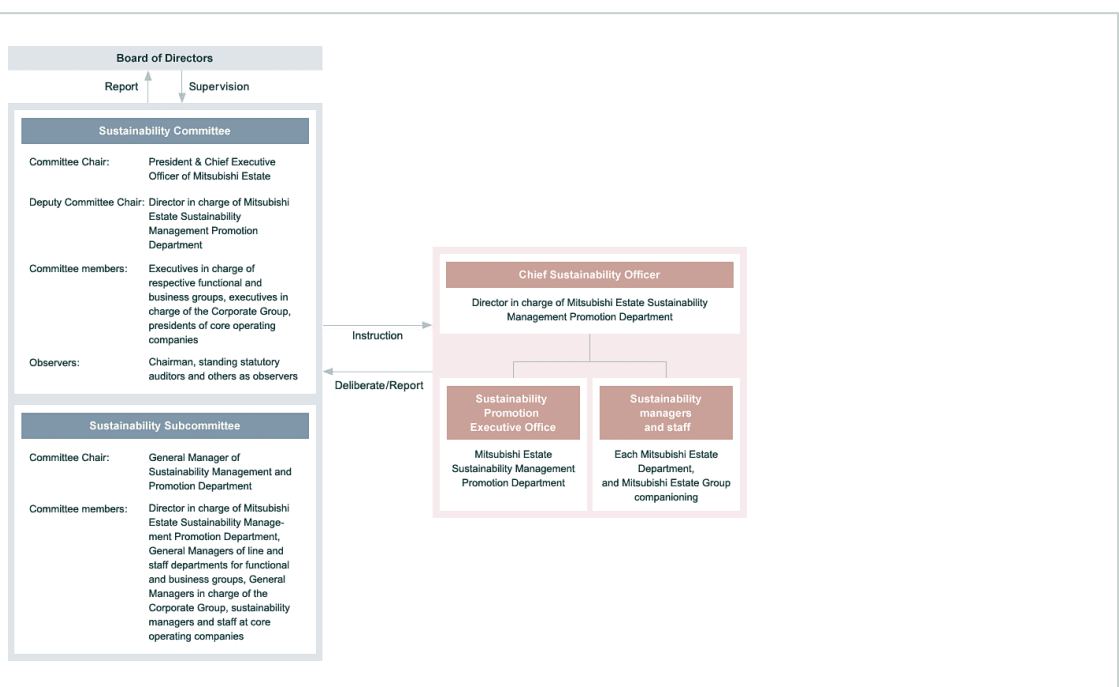 Board of Directors
Report
Supervision
Sustainability Committee
Committee Chair:
President & Chief Executive
Officer of Mitsubishi Estate
Deputy Committee Chair:
Director in charge of Mitsubishi
Estate Sustainability
Management Promotion
Department
Committee members:
Executives in charge of
respective functional and
business groups, executives in
charge of the Corporate Group,
presidents of core operating
companies
Observers:
Chairman, standing statutory
auditors and others as observers
Sustainability Subcommittee
Committee Chair:
General Manager of
Sustainability Management and
Promotion Department
Committee members:
Director in charge of Mitsubishi
Estate Sustainability Manage-
ment Promotion Department,
General Managers of line and
staff departments for functional
and business groups, General
Managers in charge of the
Corporate Group, sustainability
managers and staff at core
operating companies
Instruction
Deliberate/Report
Chief Sustainability Officer
Director in charge of Mitsubishi Estate Sustainability
Management Promotion Department
Sustainability
Promotion
Executive Office
Mitsubishi Estate
Sustainability Management
Promotion Department
Sustainability
managers
and staff
Each Mitsubishi Estate
Department,
and Mitsubishi Estate Group
companioning